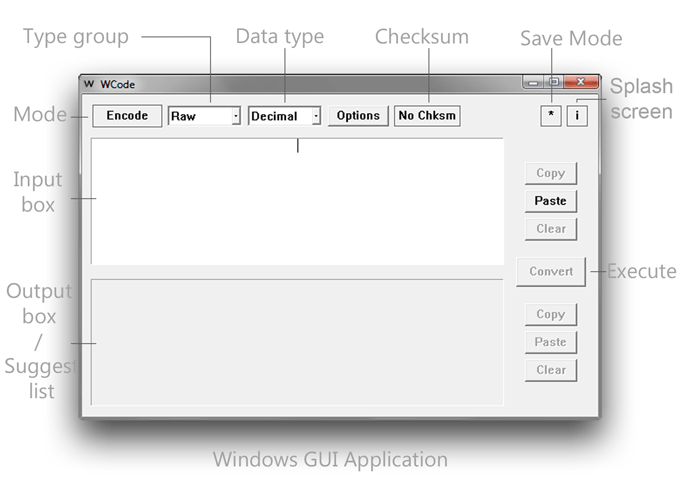 Type group
Data type
Checksum
Save Mode
W WCode
Splash
screen
Mode
Encode
Raw
Decimal
Options
No Chksm
*
i
Input
box
Copy
Paste
Clear
Convert
Execute
Output
box
/
Suggest
list
Copy
Paste
Clear
Windows GUI Application